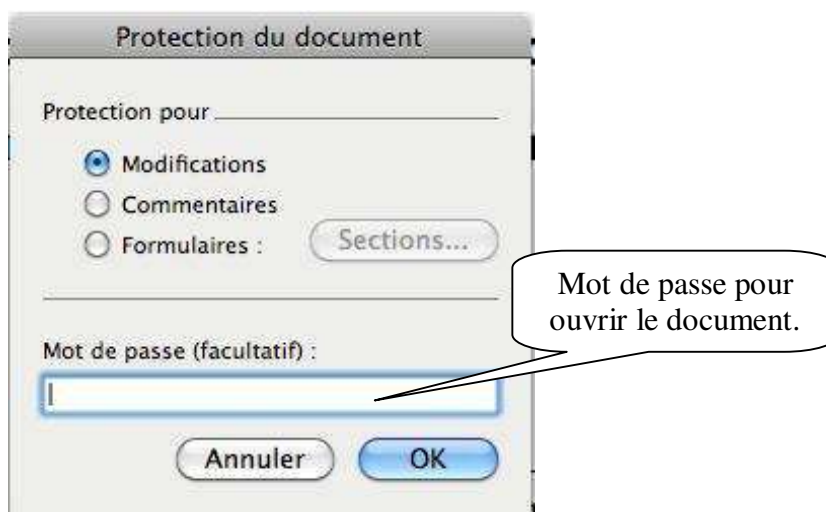 Protection du document
Protection pour
Modifications
Commentaires
Formulaires :
Sections...
Mot de passe pour
ouvrir le document.
Mot de passe (facultatif) :
Annuler
OK